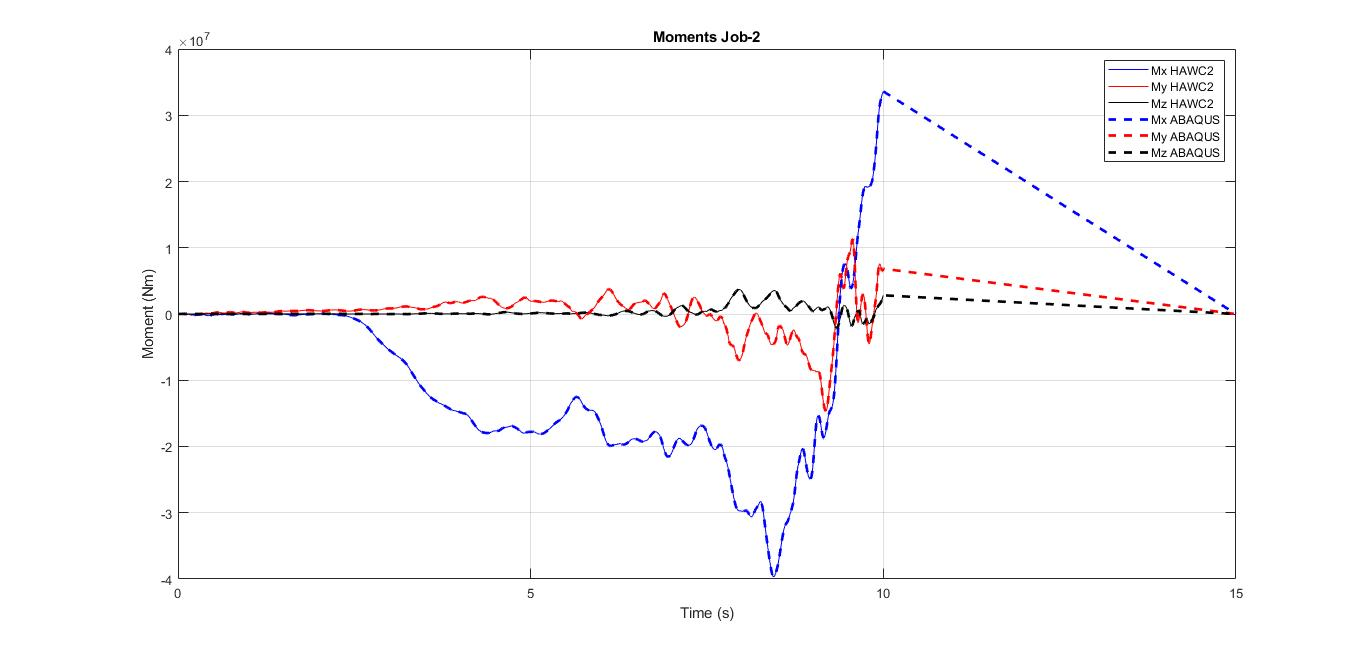 Moments Job-2
×10^7
4
3
2
1
0
-1
-2
-3
-4
Moment (Nm)
0
5
10
15
Time (s)
Mx HAWC2
My HAWC2
Mz HAWC2
Mx ABAQUS
My ABAQUS
Mz ABAQUS